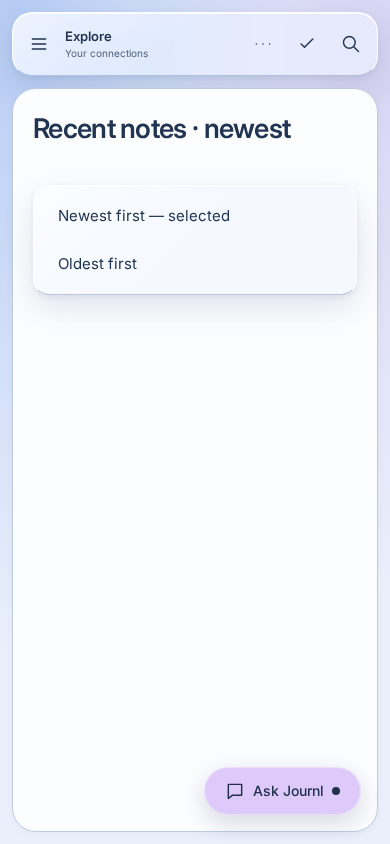 Explore
Your connections
Recent notes · newest
Newest first — selected
Oldest first
Ask Journl